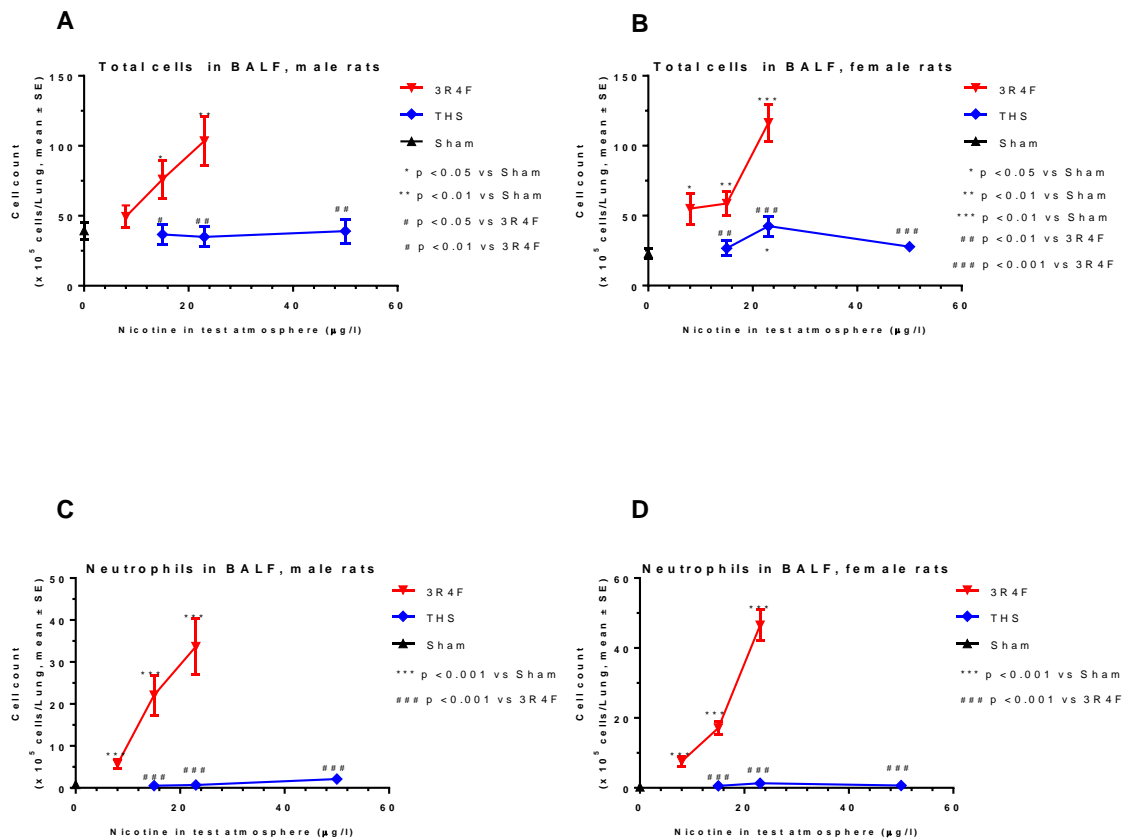 A
Total cells in BALF, male rats
Cell count
(x 10⁵ cells/Lung, mean ± SE)
150
100
50
0
0 20 40 60
Nicotine in test atmosphere (µg/l)
3R4F
THS
Sham
* p <0.05 vs Sham
** p <0.01 vs Sham
# p <0.05 vs 3R4F
# p <0.01 vs 3R4F
*
**
#
##
##
B
Total cells in BALF, female rats
Cell count
(x 10⁵ cells/Lung, mean ± SE)
150
100
50
0
0 20 40 60
Nicotine in test atmosphere (µg/l)
3R4F
THS
Sham
* p <0.05 vs Sham
** p <0.01 vs Sham
*** p <0.01 vs Sham
## p <0.01 vs 3R4F
### p <0.001 vs 3R4F
***
*
**
###
##
###
*
C
Neutrophils in BALF, male rats
Cell count
(x 10⁵ cells/Lung, mean ± SE)
50
40
30
20
10
0
0 20 40 60
Nicotine in test atmosphere (µg/l)
3R4F
THS
Sham
*** p <0.001 vs Sham
### p <0.001 vs 3R4F
***
***
***
###
###
###
D
Neutrophils in BALF, female rats
Cell count
(x 10⁵ cells/Lung, mean ± SE)
60
40
20
0
0 20 40 60
Nicotine in test atmosphere (µg/l)
3R4F
THS
Sham
*** p <0.001 vs Sham
### p <0.001 vs 3R4F
***
***
***
###
###
###